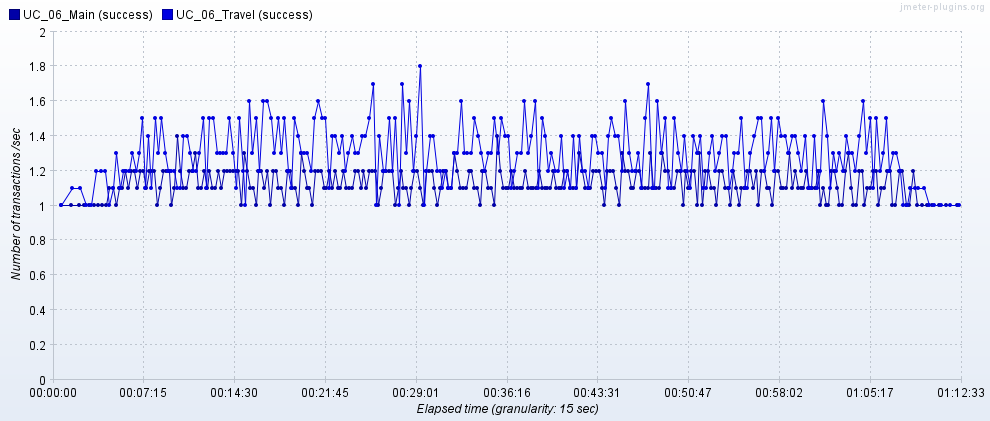 jmeter-plugins.org
UC_06_Main (success) UC_06_Travel (success)
2
1.8
1.6
1.4
1.2
1
0.8
0.6
0.4
0.2
0
Number of transactions/sec
00:00:00 00:07:15 00:14:30 00:21:45 00:29:01 00:36:16 00:43:31 00:50:47 00:58:02 01:05:17 01:12:33
Elapsed time (granularity: 15 sec)